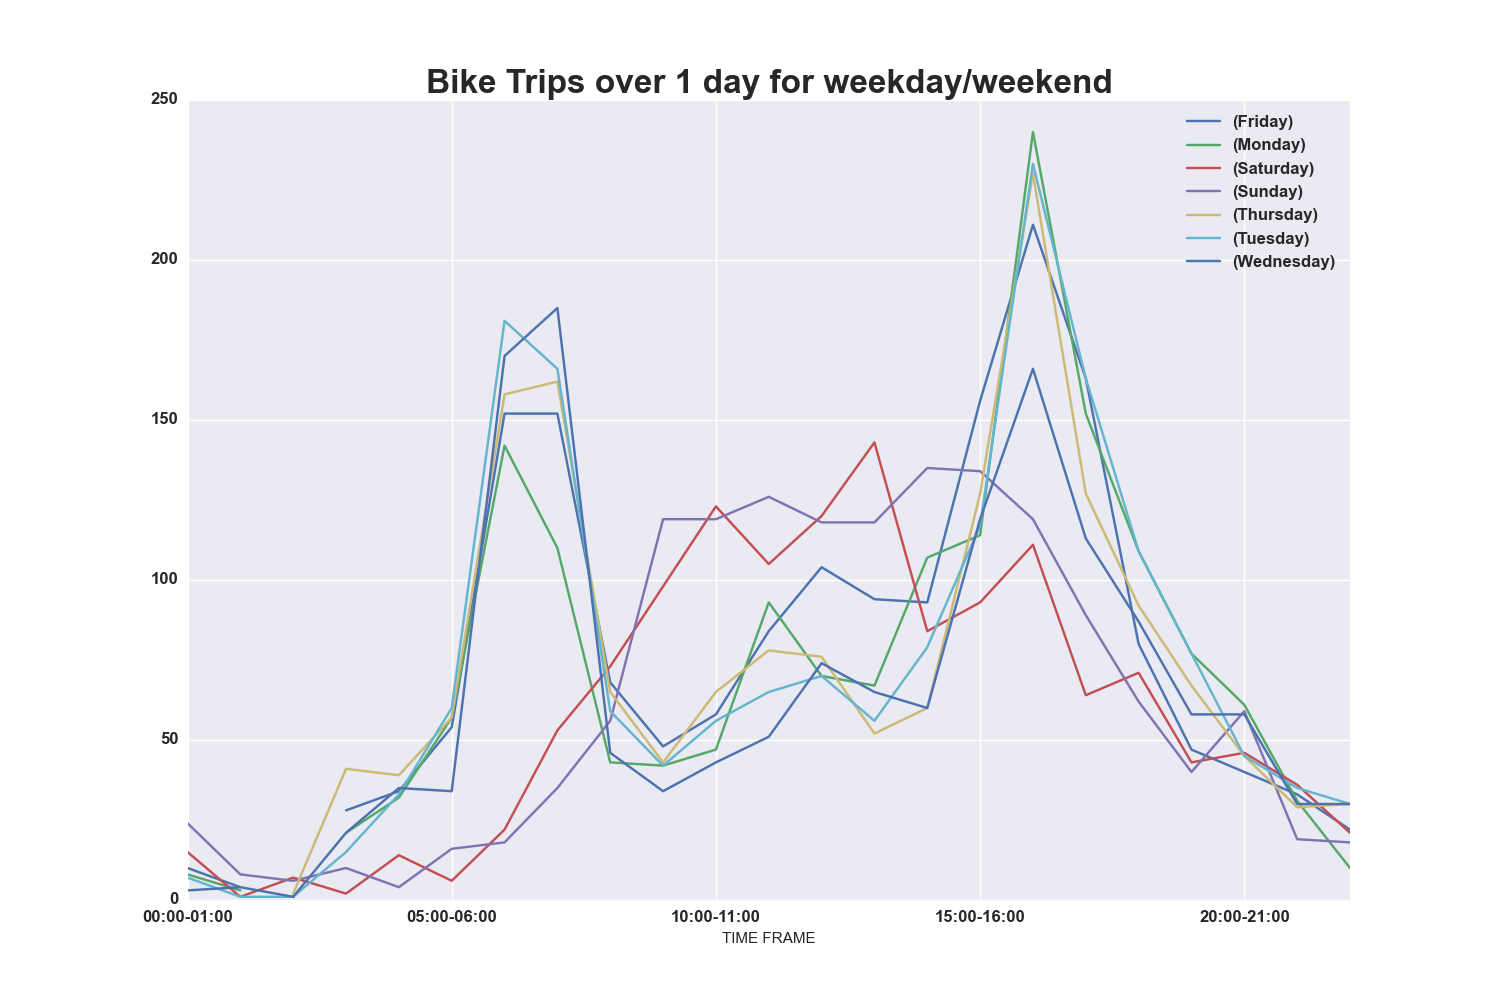 Bike Trips over 1 day for weekday/weekend
250
200
150
100
50
0
(Friday)
(Monday)
(Saturday)
(Sunday)
(Thursday)
(Tuesday)
(Wednesday)
00:00-01:00 05:00-06:00 10:00-11:00 15:00-16:00 20:00-21:00
TIME FRAME